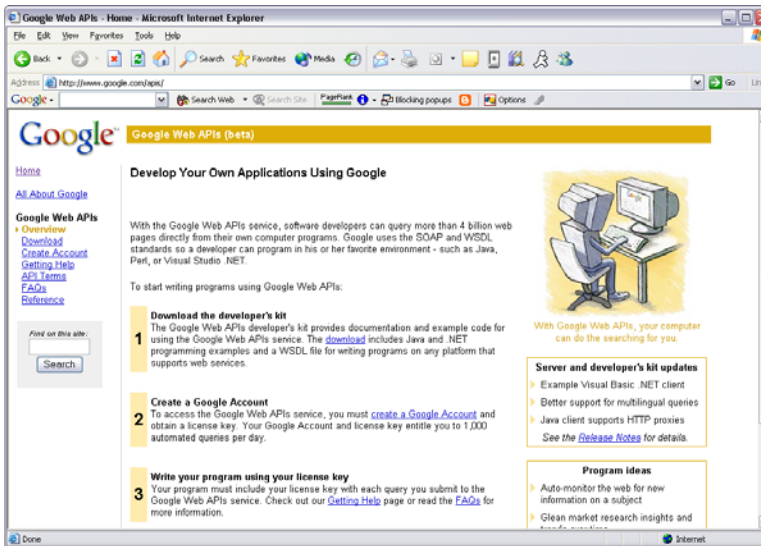 Google Web APIs - Home - Microsoft Internet Explorer
File Edit View Favorites Tools Help
Back Search Favorites Media
Address http://www.google.com/apis/ Go
Google Search Web Search Site PageRank Blocking popups Options
Google Google Web APIs (beta)
Home
All About Google
Google Web APIs
Overview
Download
Create Account
Getting Help
API Terms
FAQs
Reference
Find on this site:
Search
Develop Your Own Applications Using Google
With the Google Web APIs service, software developers can query more than 4 billion web
pages directly from their own computer programs. Google uses the SOAP and WSDL
standards so a developer can program in his or her favorite environment - such as Java,
Perl, or Visual Studio .NET.
To start writing programs using Google Web APIs:
1
Download the developer's kit
The Google Web APIs developer's kit provides documentation and example code for
using the Google Web APIs service. The download includes Java and .NET
programming examples and a WSDL file for writing programs on any platform that
supports web services.
2
Create a Google Account
To access the Google Web APIs service, you must create a Google Account and
obtain a license key. Your Google Account and license key entitle you to 1,000
automated queries per day.
3
Write your program using your license key
Your program must include your license key with each query you submit to the
Google Web APIs service. Check out our Getting Help page or read the FAQs for
more information.
With Google Web APIs, your computer
can do the searching for you.
Server and developer's kit updates
Example Visual Basic .NET client
Better support for multilingual queries
Java client supports HTTP proxies
See the Release Notes for details.
Program ideas
Auto-monitor the web for new
information on a subject
Glean market research insights and
Done Internet